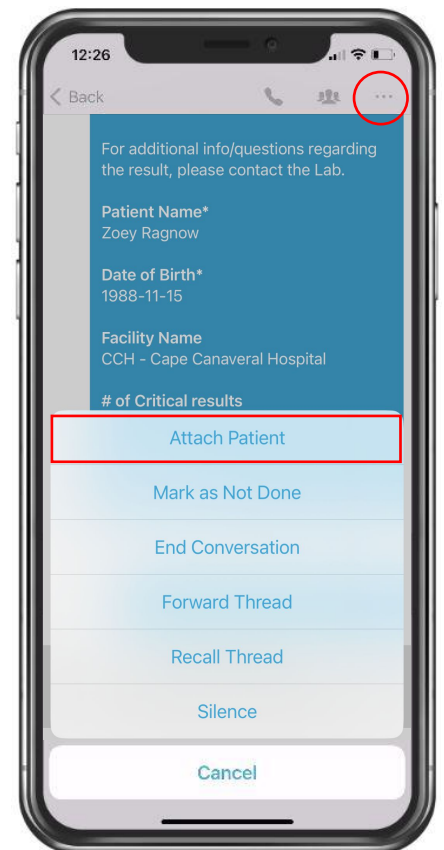 12:26
Back
For additional info/questions regarding
the result, please contact the Lab.
Patient Name*
Zoey Ragnow
Date of Birth*
1988-11-15
Facility Name
CCH - Cape Canaveral Hospital
# of Critical results
Attach Patient
Mark as Not Done
End Conversation
Forward Thread
Recall Thread
Silence
Cancel